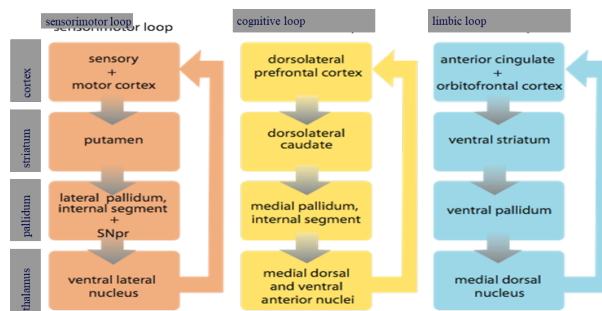 sensorimotor loop
cognitive loop
limbic loop
sensorimotor loop
cortex
sensory
+
motor cortex
dorsolateral
prefrontal cortex
anterior cingulate
+
orbitofrontal cortex
striatum
putamen
dorsolateral
caudate
ventral striatum
pallidum
lateral pallidum,
internal segment
+
SNpr
medial pallidum,
internal segment
ventral pallidum
thalamus
ventral lateral
nucleus
medial dorsal
and ventral
anterior nuclei
medial dorsal
nucleus